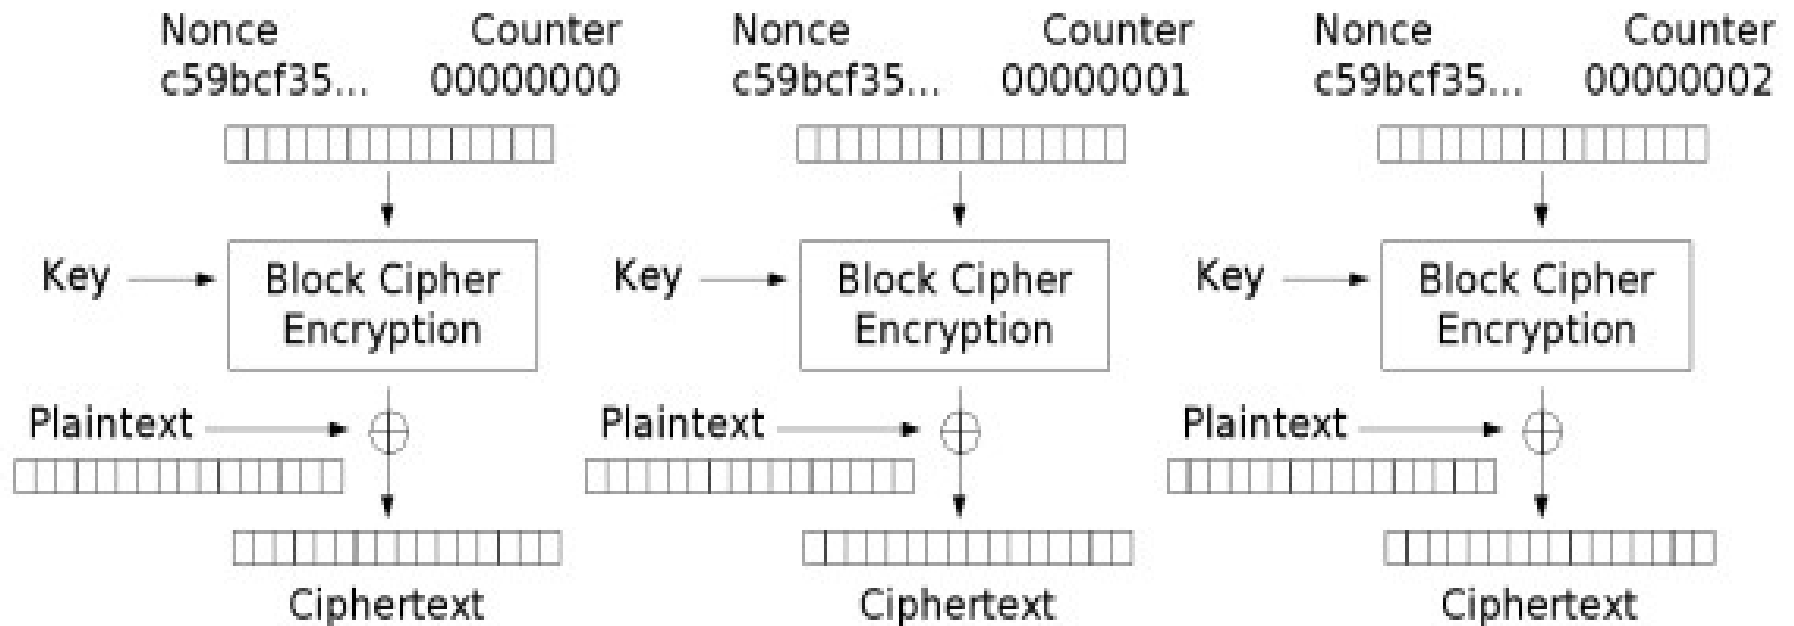 Nonce Counter Nonce Counter Nonce Counter
c59bcf35... 00000000 c59bcf35... 00000001 c59bcf35... 00000002
Key Block Cipher Key Block Cipher Key Block Cipher
Encryption Encryption Encryption
Plaintext Plaintext Plaintext
Ciphertext Ciphertext Ciphertext